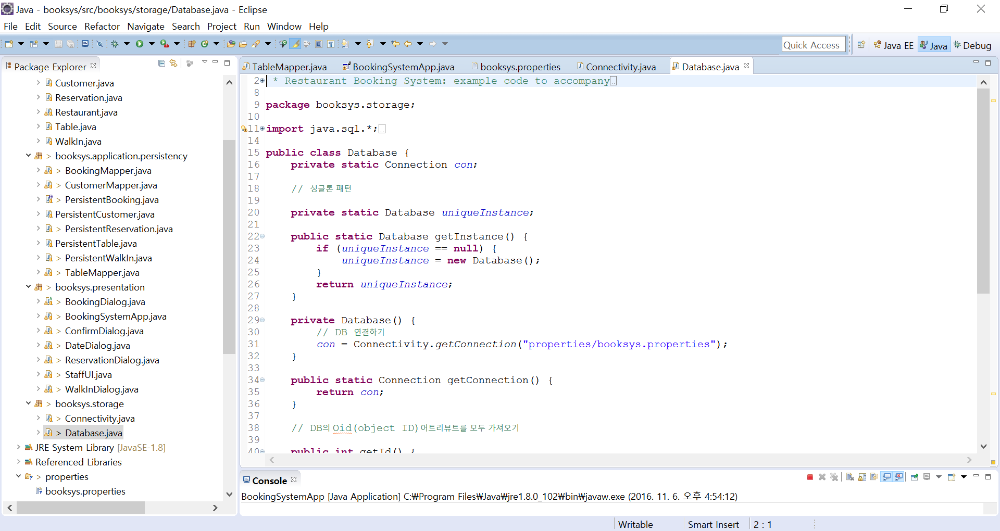 Java - booksys/src/booksys/storage/Database.java - Eclipse
File Edit Source Refactor Navigate Search Project Run Window Help
Quick Access
Java EE
Java
Debug
Package Explorer
Customer.java
Reservation.java
Restaurant.java
Table.java
WalkIn.java
> booksys.application.persistency
> BookingMapper.java
> CustomerMapper.java
> PersistentBooking.java
PersistentCustomer.java
> PersistentReservation.java
PersistentTable.java
> PersistentWalkIn.java
> TableMapper.java
> booksys.presentation
> BookingDialog.java
> BookingSystemApp.java
> ConfirmDialog.java
> DateDialog.java
> ReservationDialog.java
> StaffUI.java
> WalkInDialog.java
> booksys.storage
> Connectivity.java
> Database.java
JRE System Library [JavaSE-1.8]
Referenced Libraries
> properties
booksys.properties
TableMapper.java
BookingSystemApp.java
booksys.properties
Connectivity.java
Database.java
2 * Restaurant Booking System: example code to accompany
8
9 package booksys.storage;
10
11 import java.sql.*;
14
15 public class Database {
16 private static Connection con;
17
18 // 싱글톤 패턴
19
20 private static Database uniqueInstance;
21
22 public static Database getInstance() {
23 if (uniqueInstance == null) {
24 uniqueInstance = new Database();
25 }
26 return uniqueInstance;
27 }
28
29 private Database() {
30 // DB 연결하기
31 con = Connectivity.getConnection("properties/booksys.properties");
32 }
33
34 public static Connection getConnection() {
35 return con;
36 }
37
38 // DB의 Oid(object ID)어트리뷰트를 모두 가져오기
39
40 public int getId() {
Console
BookingSystemApp [Java Application] C:₩Program Files₩Java₩jre1.8.0_102₩bin₩javaw.exe (2016. 11. 6. 오후 4:54:12)
Writable
Smart Insert
2 : 1